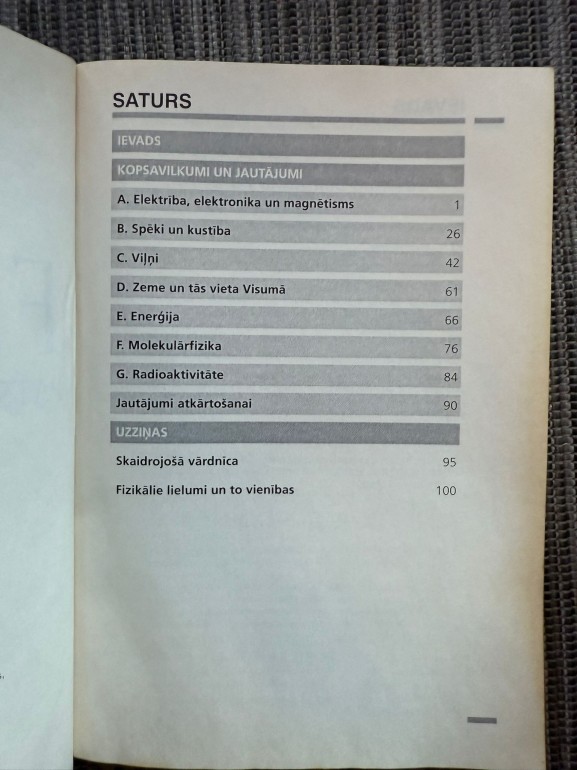 SATURS
IEVADS
KOPSAVILKUMI UN JAUTĀJUMI
A. Elektrība, elektronika un magnētisms 1
B. Spēki un kustība 26
C. Viļņi 42
D. Zeme un tās vieta Visumā 61
E. Enerģija 66
F. Molekulārfizika 76
G. Radioaktivitāte 84
Jautājumi atkārtošanai 90
UZZIŅAS
Skaidrojošā vārdnīca 95
Fizikālie lielumi un to vienības 100